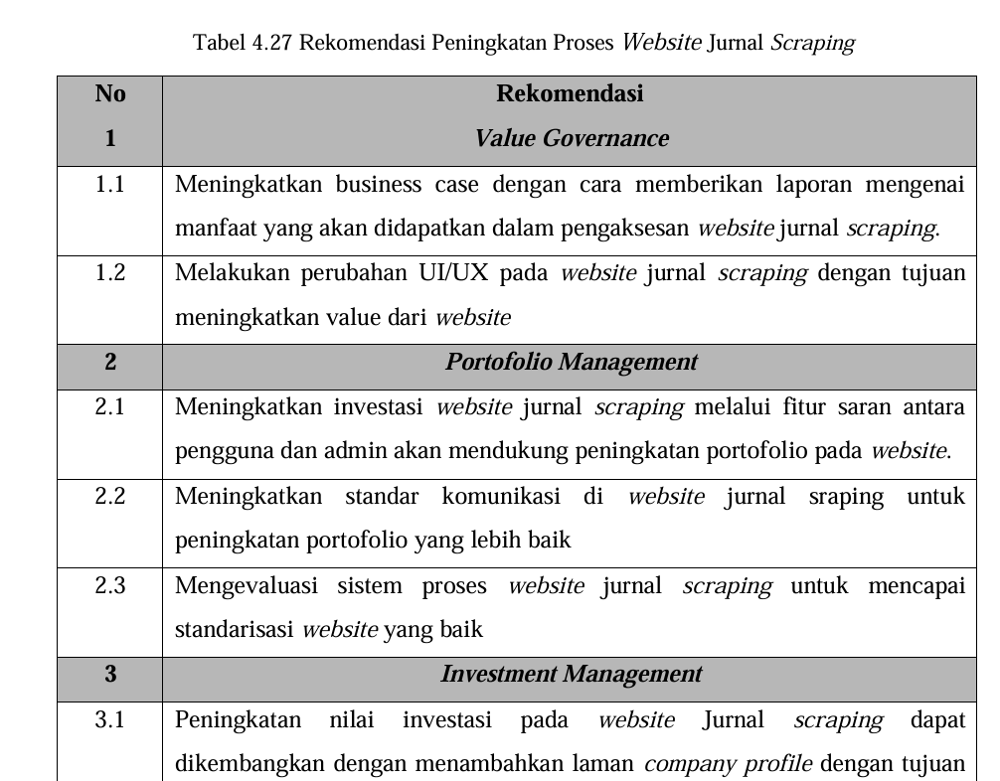 Tabel 4.27 Rekomendasi Peningkatan Proses Website Jurnal Scraping
No Rekomendasi
1 Value Governance
1.1 Meningkatkan business case dengan cara memberikan laporan mengenai
manfaat yang akan didapatkan dalam pengaksesan website jurnal scraping.
1.2 Melakukan perubahan UI/UX pada website jurnal scraping dengan tujuan
meningkatkan value dari website
2 Portofolio Management
2.1 Meningkatkan investasi website jurnal scraping melalui fitur saran antara
pengguna dan admin akan mendukung peningkatan portofolio pada website.
2.2 Meningkatkan standar komunikasi di website jurnal sraping untuk
peningkatan portofolio yang lebih baik
2.3 Mengevaluasi sistem proses website jurnal scraping untuk mencapai
standarisasi website yang baik
3 Investment Management
3.1 Peningkatan nilai investasi pada website Jurnal scraping dapat
dikembangkan dengan menambahkan laman company profile dengan tujuan